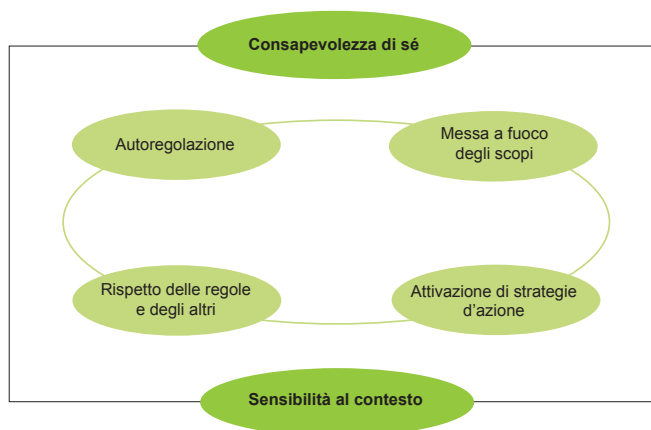 Consapevolezza di sé
Autoregolazione
Messa a fuoco
degli scopi
Rispetto delle regole
e degli altri
Attivazione di strategie
d'azione
Sensibilità al contesto